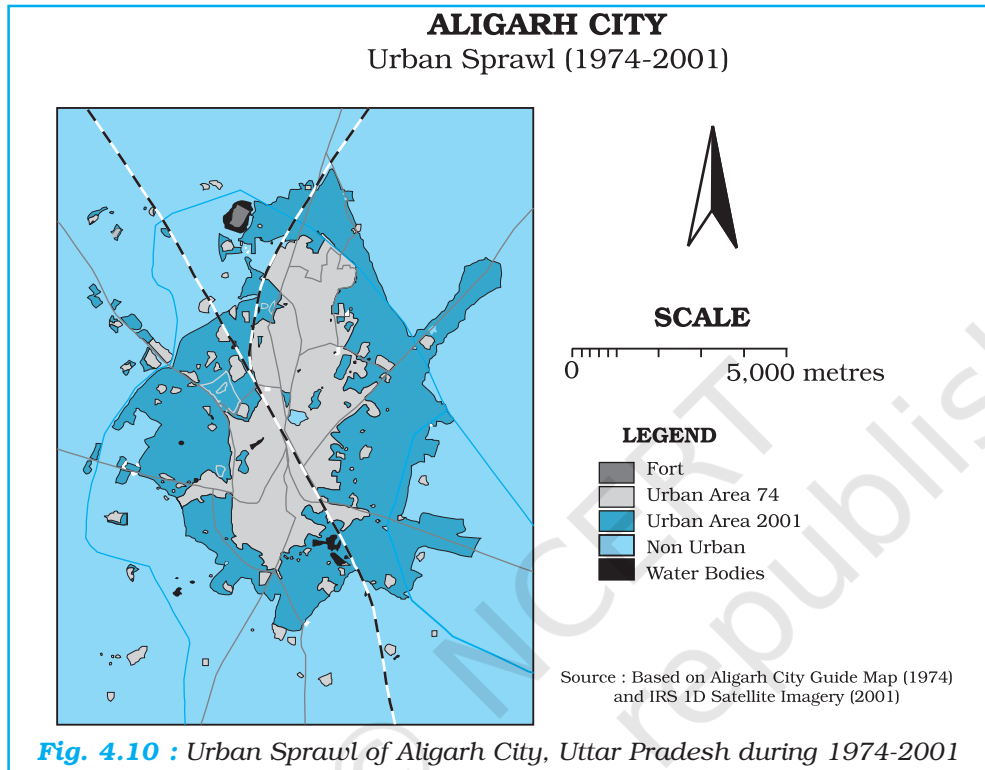 ALIGARH CITY
Urban Sprawl (1974-2001)
SCALE
0 5,000 metres
LEGEND
Fort
Urban Area 74
Urban Area 2001
Non Urban
Water Bodies
Source : Based on Aligarh City Guide Map (1974)
and IRS 1D Satellite Imagery (2001)
© NCERT
republish
Fig. 4.10 : Urban Sprawl of Aligarh City, Uttar Pradesh during 1974-2001